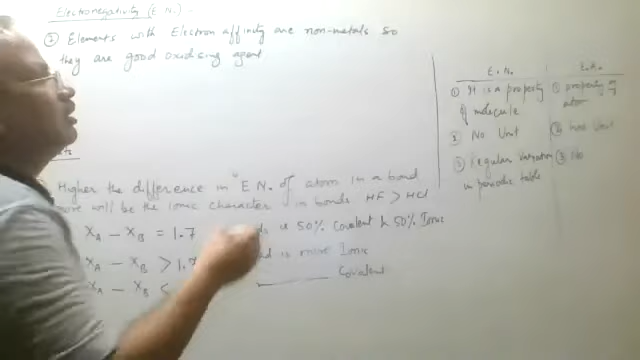 Electronegativity (E.N.)
② Elements with Electron affinity are non-metals so
they are good oxidising agent
Higher the difference in E.N. of atom in a bond
more will be the ionic character in bonds HF > HCl
X_A - X_B = 1.7 is 50% Covalent & 50% Ionic
X_A - X_B > 1.7 is more Ionic
X_A - X_B < Covalent
E.N.
① It is a property
of molecule
② No Unit
③ Regular Variation
in periodic table
① property of
atom
② has Unit
③ No